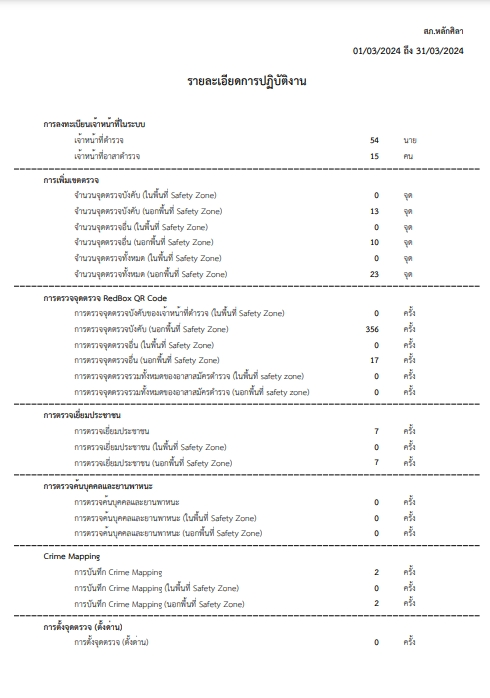 สภ.หลักศิลา
01/03/2024 ถึง 31/03/2024
รายละเอียดการปฏิบัติงาน
การลงทะเบียนเจ้าหน้าที่ในระบบ
เจ้าหน้าที่ตำรวจ 54 นาย
เจ้าหน้าที่อาสาตำรวจ 15 คน
การเพิ่มเขตตรวจ
จำนวนจุดตรวจบังคับ (ในพื้นที่ Safety Zone) 0 จุด
จำนวนจุดตรวจบังคับ (นอกพื้นที่ Safety Zone) 13 จุด
จำนวนจุดตรวจอื่น (ในพื้นที่ Safety Zone) 0 จุด
จำนวนจุดตรวจอื่น (นอกพื้นที่ Safety Zone) 10 จุด
จำนวนจุดตรวจทั้งหมด (ในพื้นที่ Safety Zone) 0 จุด
จำนวนจุดตรวจทั้งหมด (นอกพื้นที่ Safety Zone) 23 จุด
การตรวจจุดตรวจ RedBox QR Code
การตรวจจุดตรวจบังคับของเจ้าหน้าที่ตำรวจ (ในพื้นที่ Safety Zone) 0 ครั้ง
การตรวจจุดตรวจบังคับ (นอกพื้นที่ Safety Zone) 356 ครั้ง
การตรวจจุดตรวจอื่น (ในพื้นที่ Safety Zone) 0 ครั้ง
การตรวจจุดตรวจอื่น (นอกพื้นที่ Safety Zone) 17 ครั้ง
การตรวจจุดตรวจรวมทั้งหมดของอาสาสมัครตำรวจ (ในพื้นที่ safety zone) 0 ครั้ง
การตรวจจุดตรวจรวมทั้งหมดของอาสาสมัครตำรวจ (นอกพื้นที่ safety zone) 0 ครั้ง
การตรวจเยี่ยมประชาชน
การตรวจเยี่ยมประชาชน 7 ครั้ง
การตรวจเยี่ยมประชาชน (ในพื้นที่ Safety Zone) 0 ครั้ง
การตรวจเยี่ยมประชาชน (นอกพื้นที่ Safety Zone) 7 ครั้ง
การตรวจค้นบุคคลและยานพาหนะ
การตรวจค้นบุคคลและยานพาหนะ 0 ครั้ง
การตรวจค้นบุคคลและยานพาหนะ (ในพื้นที่ Safety Zone) 0 ครั้ง
การตรวจค้นบุคคลและยานพาหนะ (นอกพื้นที่ Safety Zone) 0 ครั้ง
Crime Mapping
การบันทึก Crime Mapping 2 ครั้ง
การบันทึก Crime Mapping (ในพื้นที่ Safety Zone) 0 ครั้ง
การบันทึก Crime Mapping (นอกพื้นที่ Safety Zone) 2 ครั้ง
การตั้งจุดตรวจ (ตั้งด่าน)
การตั้งจุดตรวจ (ตั้งด่าน) 0 ครั้ง